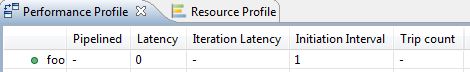 Performance Profile Resource Profile
Pipelined Latency Iteration Latency Initiation Interval Trip count
foo - 0 - 1 -